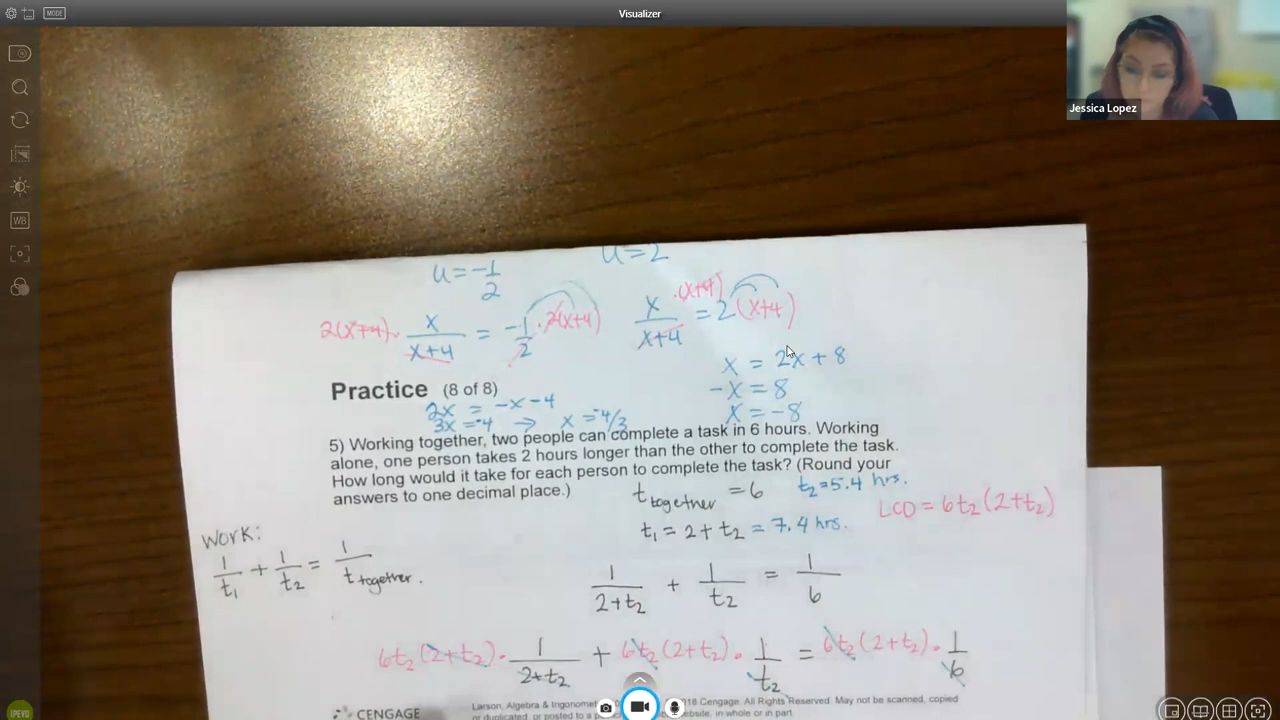 MODE
Visualizer
Jessica Lopez
WB
u = -1/2
u = 2
2(x+4) · x/(x+4) = -1/2 · 2(x+4)
x/(x+4) · (x+4) = 2(x+4)
x = 2x + 8
Practice (8 of 8)
-x = 8
2x = -x-4
x = -8
3x = -4 → x = -4/3
5) Working together, two people can complete a task in 6 hours. Working
alone, one person takes 2 hours longer than the other to complete the task.
How long would it take for each person to complete the task? (Round your
answers to one decimal place.)
t together = 6
t₂ = 5.4 hrs.
LCD = 6t₂(2+t₂)
t₁ = 2 + t₂ = 7.4 hrs.
Work:
1/t₁ + 1/t₂ = 1/t together.
1/(2+t₂) + 1/t₂ = 1/6
6t₂(2+t₂) · 1/(2+t₂) + 6t₂(2+t₂) · 1/t₂ = 6t₂(2+t₂) · 1/6
CENGAGE
Larson, Algebra & Trigonome
18 Cengage. All Rights Reserved. May not be scanned, copied
or duplicated, or posted to a p
ebsite, in whole or in part.
IPEVO